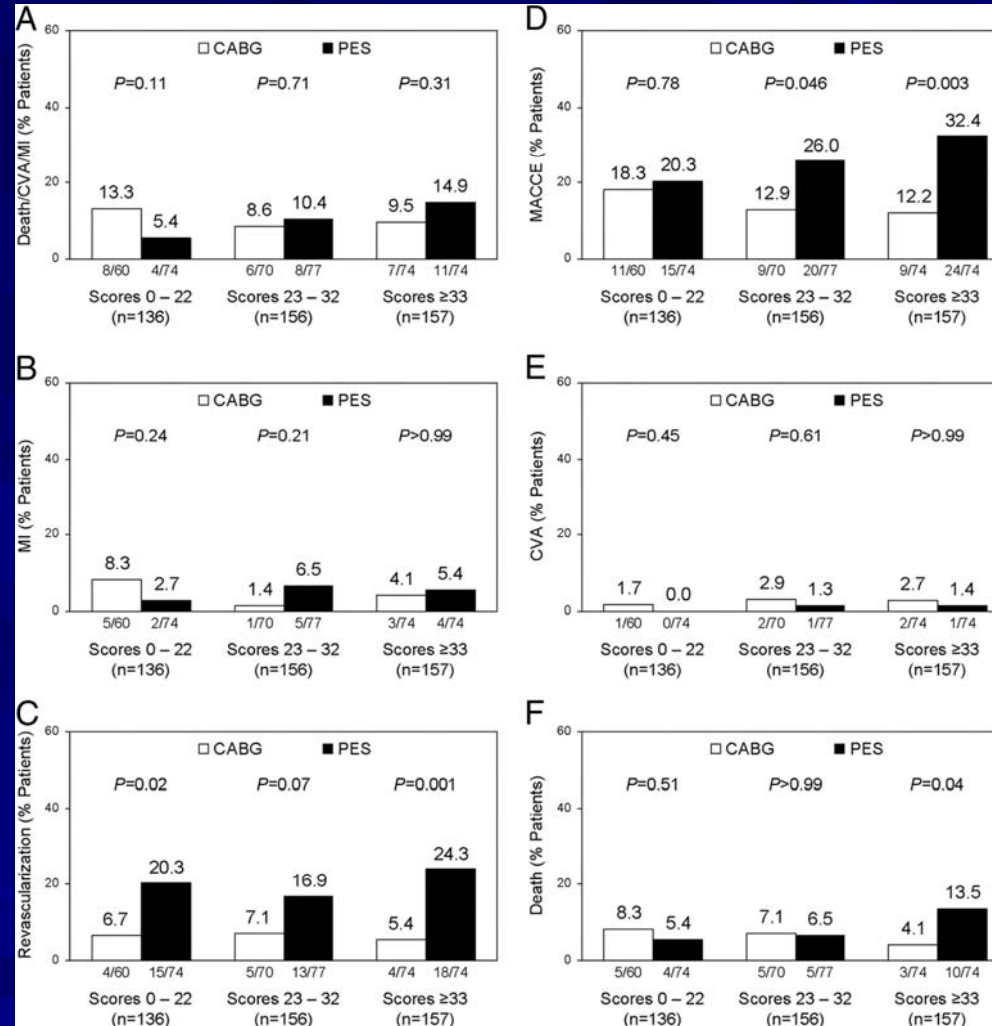 A
60
CABG PES
P=0.11 P=0.71 P=0.31
40
Death/CVA/MI (% Patients)
20
13.3 5.4 8.6 10.4 9.5 14.9
0
8/60 4/74 6/70 8/77 7/74 11/74
Scores 0 – 22 Scores 23 – 32 Scores ≥33
(n=136) (n=156) (n=157)
B
60
CABG PES
P=0.24 P=0.21 P>0.99
40
MI (% Patients)
20
8.3 2.7 1.4 6.5 4.1 5.4
0
5/60 2/74 1/70 5/77 3/74 4/74
Scores 0 – 22 Scores 23 – 32 Scores ≥33
(n=136) (n=156) (n=157)
C
60
CABG PES
P=0.02 P=0.07 P=0.001
40
Revascularization (% Patients)
20
6.7 20.3 7.1 16.9 5.4 24.3
0
4/60 15/74 5/70 13/77 4/74 18/74
Scores 0 – 22 Scores 23 – 32 Scores ≥33
(n=136) (n=156) (n=157)
D
60
CABG PES
P=0.78 P=0.046 P=0.003
40
MACCE (% Patients)
20
18.3 20.3 12.9 26.0 12.2 32.4
0
11/60 15/74 9/70 20/77 9/74 24/74
Scores 0 – 22 Scores 23 – 32 Scores ≥33
(n=136) (n=156) (n=157)
E
60
CABG PES
P=0.45 P=0.61 P>0.99
40
CVA (% Patients)
20
1.7 0.0 2.9 1.3 2.7 1.4
0
1/60 0/74 2/70 1/77 2/74 1/74
Scores 0 – 22 Scores 23 – 32 Scores ≥33
(n=136) (n=156) (n=157)
F
60
CABG PES
P=0.51 P>0.99 P=0.04
40
Death (% Patients)
20
8.3 5.4 7.1 6.5 4.1 13.5
0
5/60 4/74 5/70 5/77 3/74 10/74
Scores 0 – 22 Scores 23 – 32 Scores ≥33
(n=136) (n=156) (n=157)